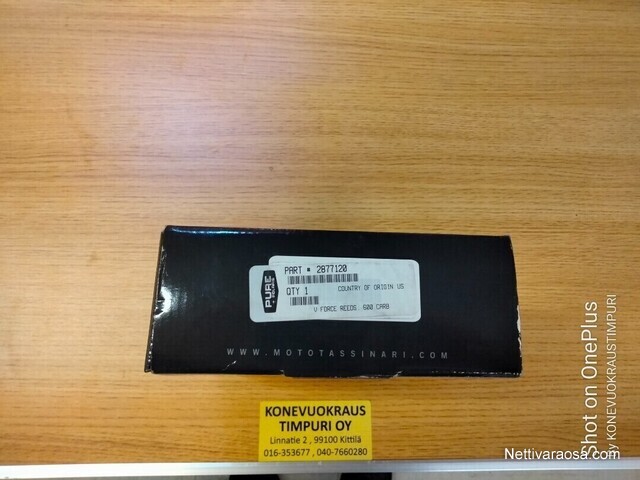 PART # 2877120
QTY 1
COUNTRY OF ORIGIN US
V FORCE REEDS, 600 CARB
PURE
WWW.MOTOTASSINARI.COM
KONEVUOKRAUS
TIMPURI OY
Linnatie 2 , 99100 Kittilä
016-353677 , 040-7660280
Shot on OnePlus
By KONEVUOKRAUSTIMPURI
Nettivaraosa.com